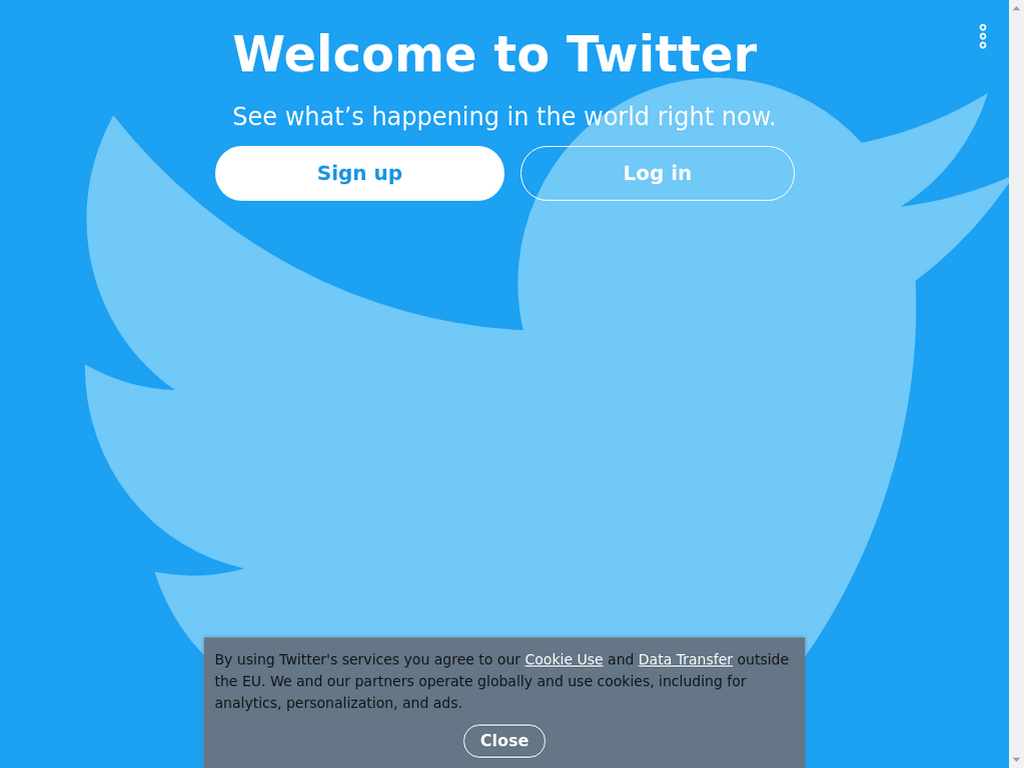 Welcome to Twitter
See what’s happening in the world right now.
Sign up
Log in
By using Twitter's services you agree to our Cookie Use and Data Transfer outside
the EU. We and our partners operate globally and use cookies, including for
analytics, personalization, and ads.
Close